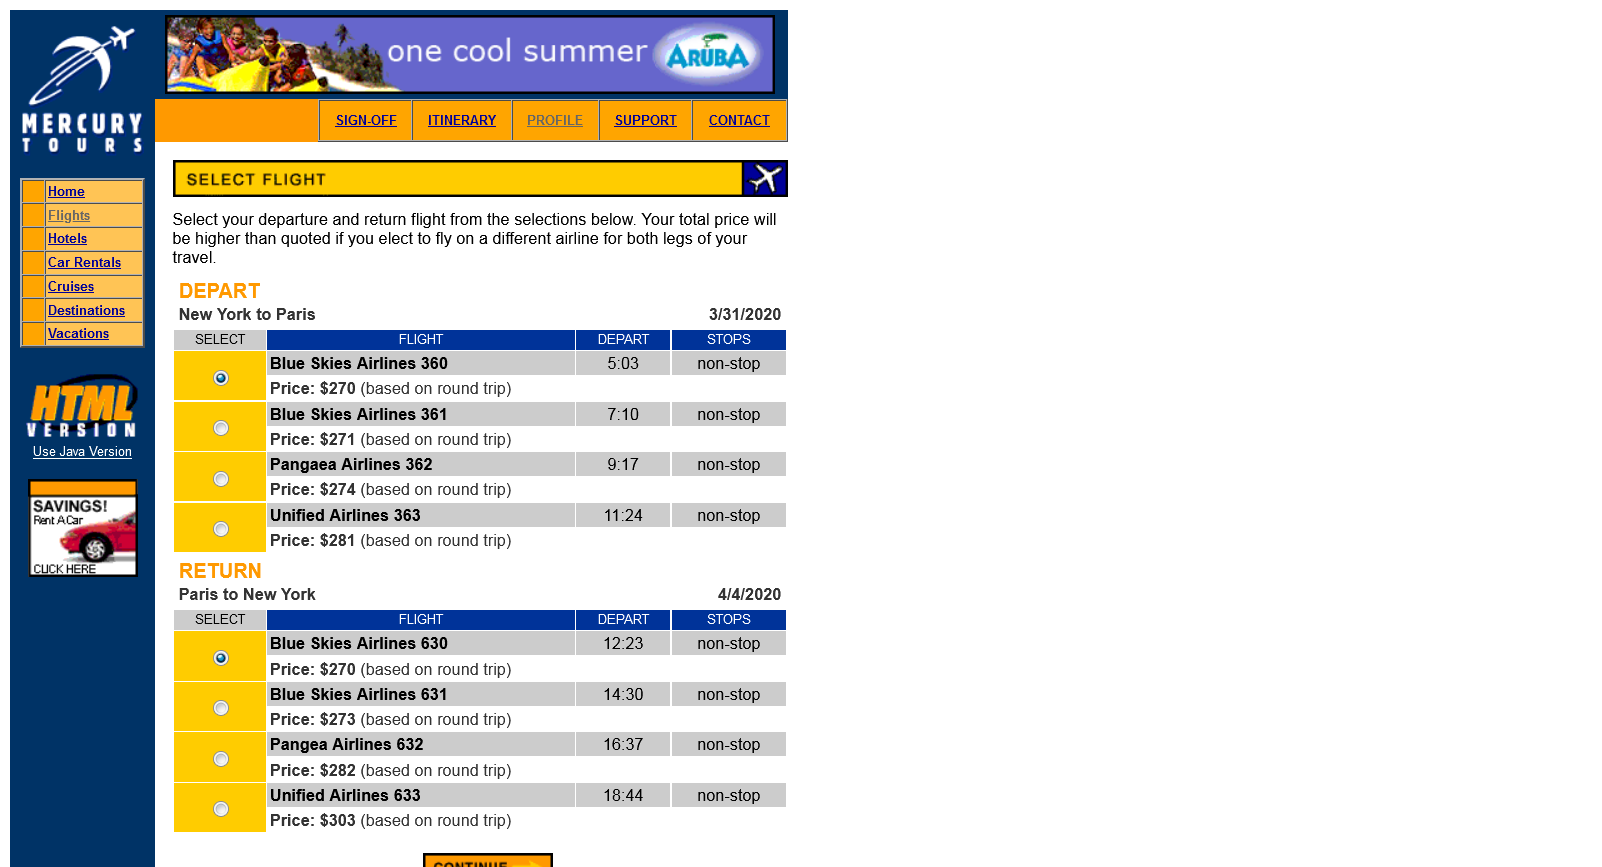 one cool summer ARUBA
MERCURY
TOURS
SIGN-OFF ITINERARY PROFILE SUPPORT CONTACT
Home
Flights
Hotels
Car Rentals
Cruises
Destinations
Vacations
HTML
VERSION
Use Java Version
SAVINGS!
Rent A Car
CLICK HERE
SELECT FLIGHT
Select your departure and return flight from the selections below. Your total price will
be higher than quoted if you elect to fly on a different airline for both legs of your
travel.
DEPART
New York to Paris 3/31/2020
SELECT FLIGHT DEPART STOPS
Blue Skies Airlines 360 5:03 non-stop
Price: $270 (based on round trip)
Blue Skies Airlines 361 7:10 non-stop
Price: $271 (based on round trip)
Pangaea Airlines 362 9:17 non-stop
Price: $274 (based on round trip)
Unified Airlines 363 11:24 non-stop
Price: $281 (based on round trip)
RETURN
Paris to New York 4/4/2020
SELECT FLIGHT DEPART STOPS
Blue Skies Airlines 630 12:23 non-stop
Price: $270 (based on round trip)
Blue Skies Airlines 631 14:30 non-stop
Price: $273 (based on round trip)
Pangea Airlines 632 16:37 non-stop
Price: $282 (based on round trip)
Unified Airlines 633 18:44 non-stop
Price: $303 (based on round trip)
CONTINUE